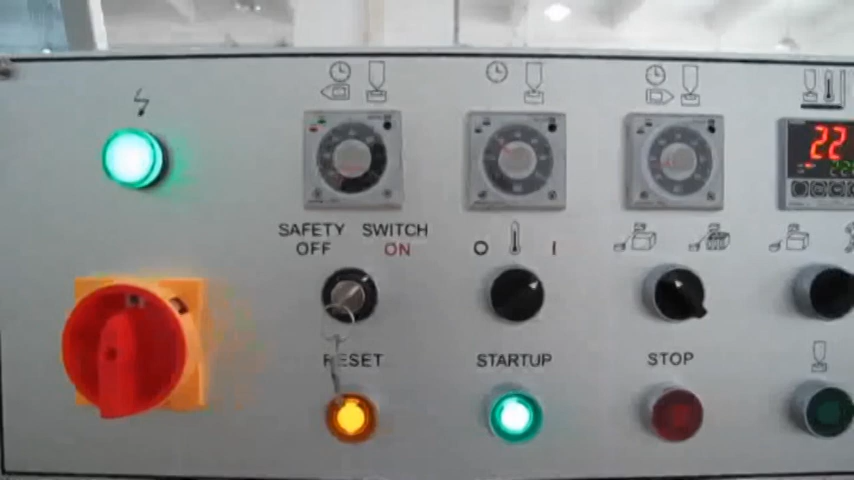 22
SAFETY SWITCH
OFF ON
O I
RESET STARTUP STOP